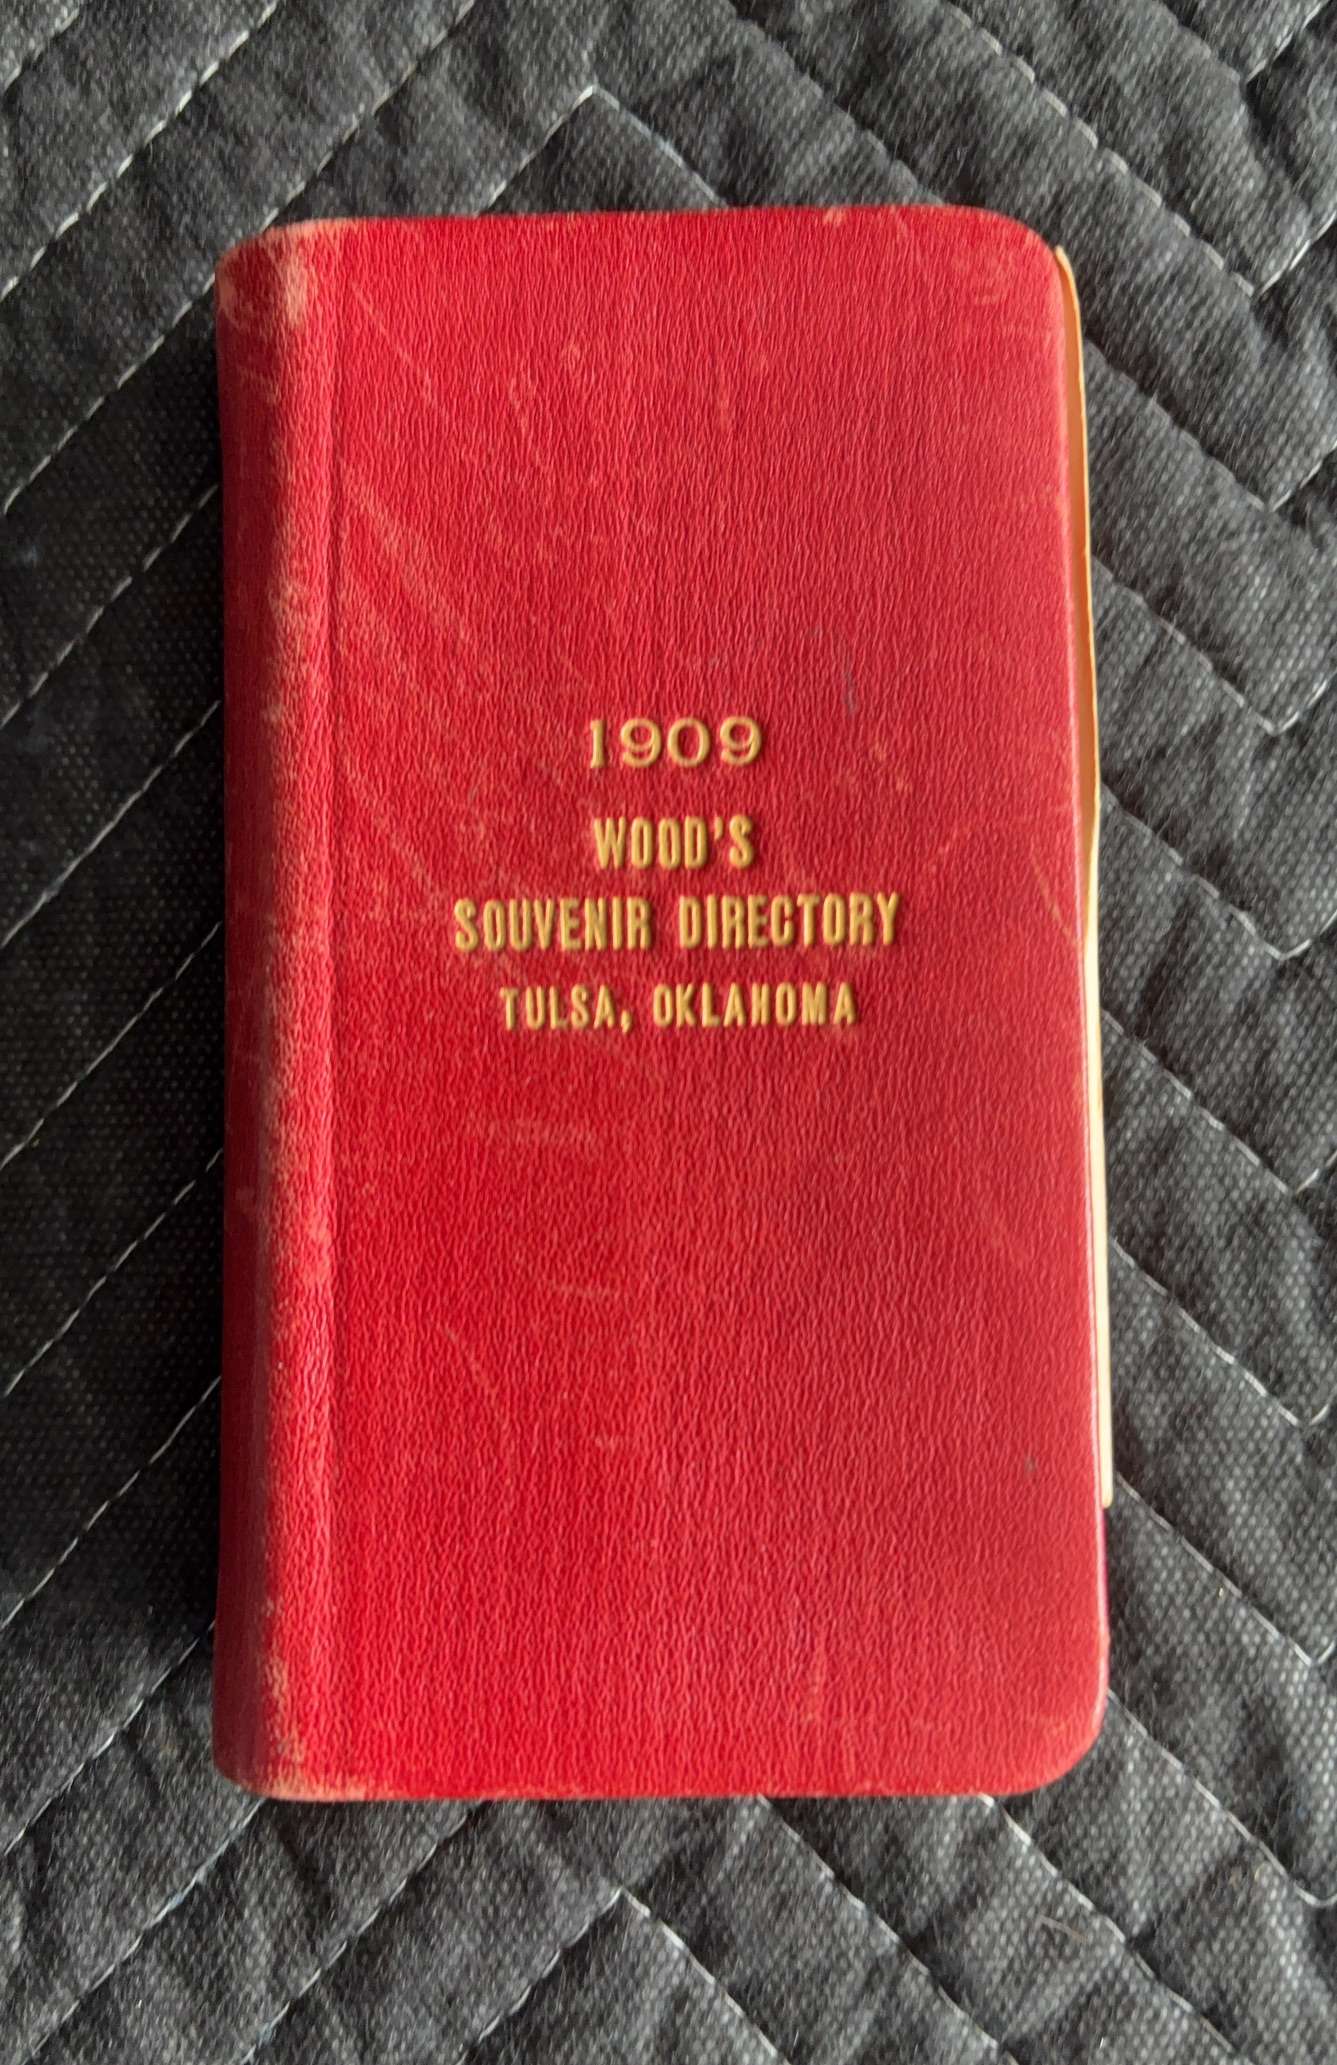 1909
WOOD'S
SOUVENIR DIRECTORY
TULSA, OKLAHOMA